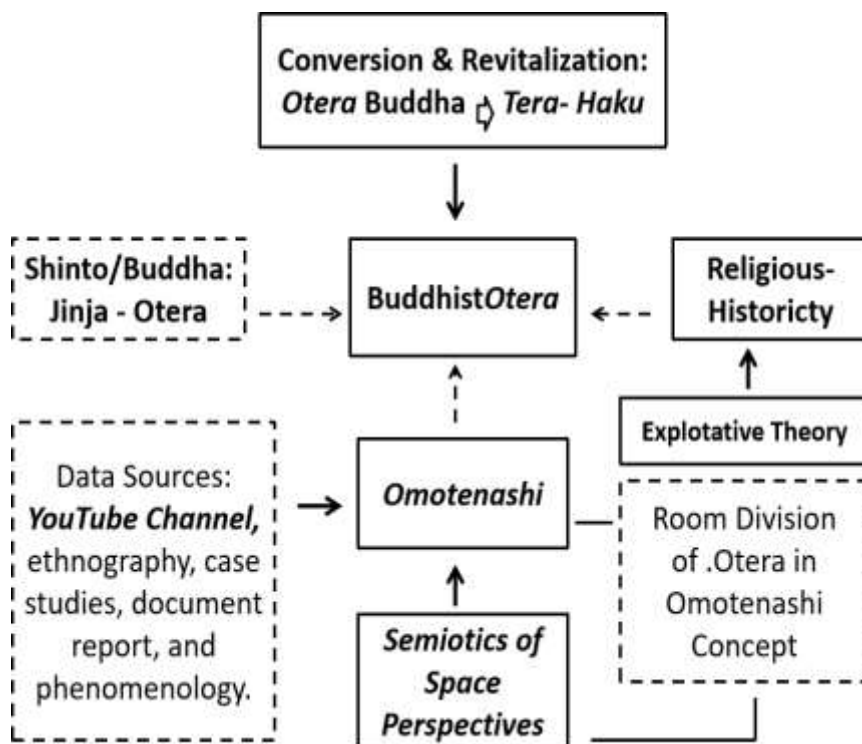 Conversion & Revitalization:
Otera Buddha ⇨ Tera- Haku
Shinto/Buddha:
Jinja - Otera
BuddhistOtera
Religious-
Historicty
Explotative Theory
Data Sources:
YouTube Channel,
ethnography, case
studies, document
report, and
phenomenology.
Omotenashi
Room Division
of .Otera in
Omotenashi
Concept
Semiotics of
Space
Perspectives